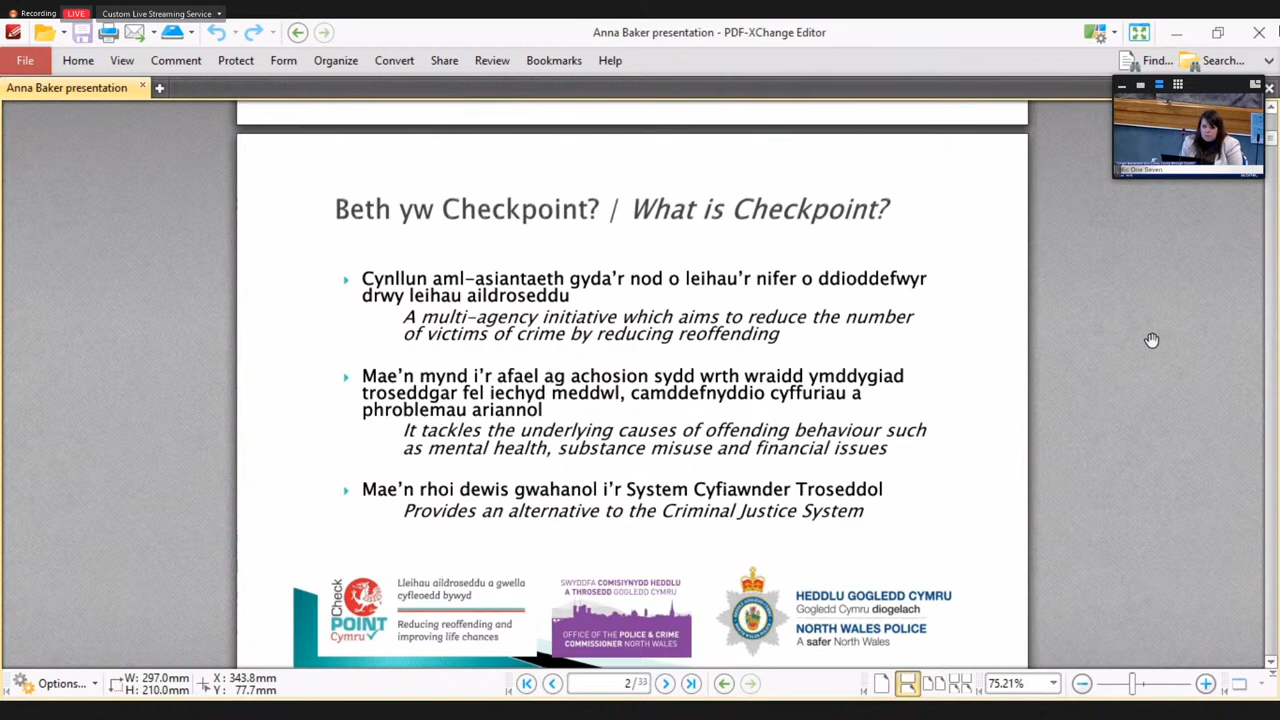 Recording LIVE Custom Live Streaming Service
Anna Baker presentation - PDF-XChange Editor
File Home View Comment Protect Form Organize Convert Share Review Bookmarks Help Find... Search...
Anna Baker presentation
Mic One Seven
Beth yw Checkpoint? / What is Checkpoint?
Cynllun aml-asiantaeth gyda'r nod o leihau'r nifer o ddioddefwyr
drwy leihau aildroseddu
A multi-agency initiative which aims to reduce the number
of victims of crime by reducing reoffending
Mae'n mynd i'r afael ag achosion sydd wrth wraidd ymddygiad
troseddgar fel iechyd meddwl, camddefnyddio cyffuriau a
phroblemau ariannol
It tackles the underlying causes of offending behaviour such
as mental health, substance misuse and financial issues
Mae'n rhoi dewis gwahanol i'r System Cyfiawnder Troseddol
Provides an alternative to the Criminal Justice System
Check
POINT
Cymru
Lleihau aildroseddu a gwella
cyfleoedd bywyd
Reducing reoffending and
improving life chances
SWYDDFA COMISIYNYDD HEDDLU
A THROSEDD GOGLEDD CYMRU
OFFICE OF THE POLICE & CRIME
COMMISSIONER NORTH WALES
HEDDLU GOGLEDD CYMRU
Gogledd Cymru diogelach
NORTH WALES POLICE
A safer North Wales
Options... W: 297.0mm X: 343.8mm
H: 210.0mm Y: 77.7mm
2 /33
75.21%